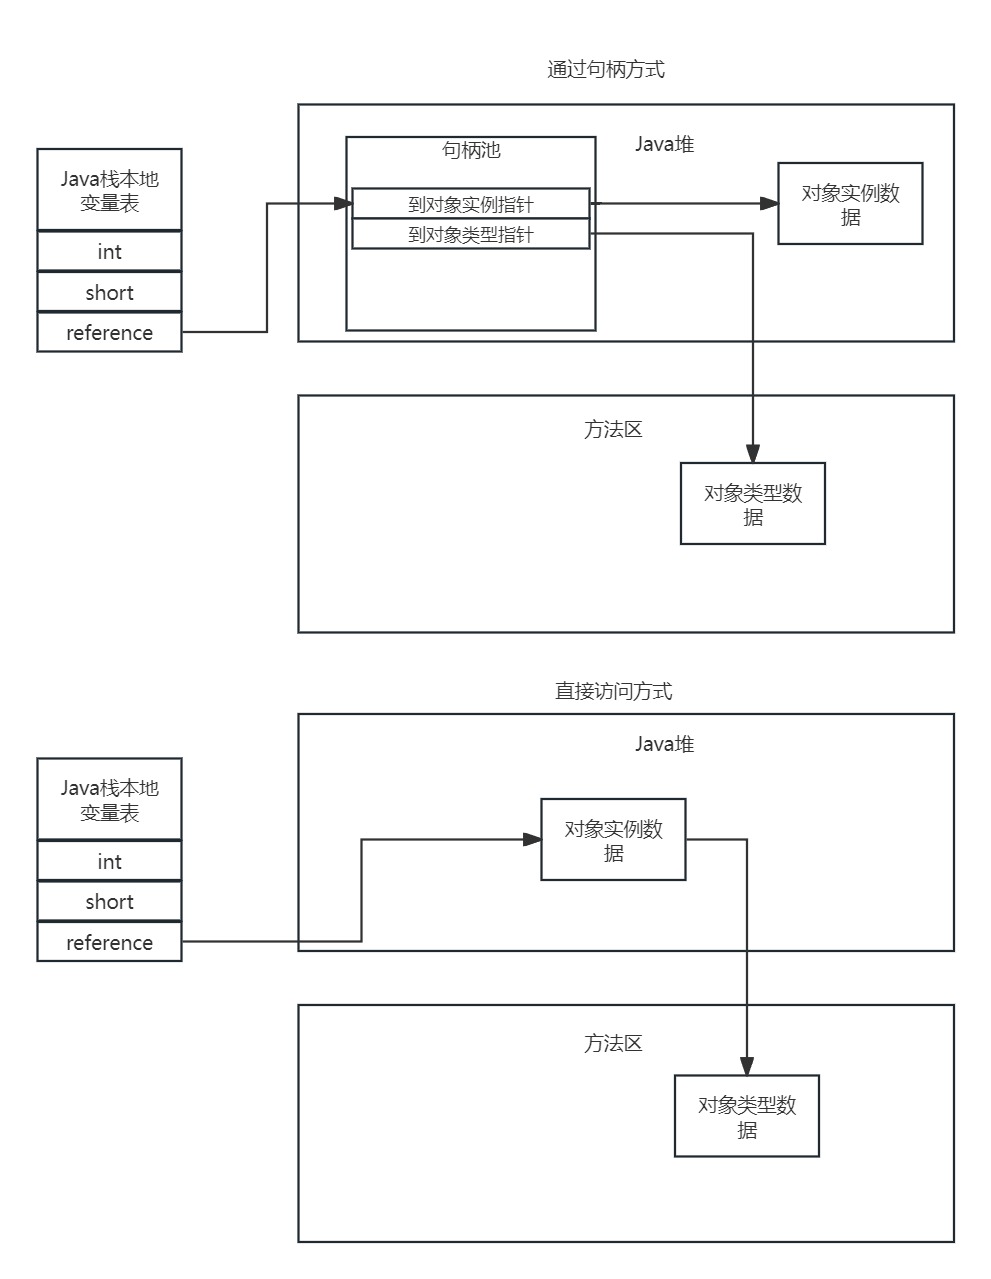 通过句柄方式
Java堆
句柄池
到对象实例指针
到对象类型指针
对象实例数
据
Java栈本地
变量表
int
short
reference
方法区
对象类型数
据
直接访问方式
Java堆
Java栈本地
变量表
int
short
reference
对象实例数
据
方法区
对象类型数
据